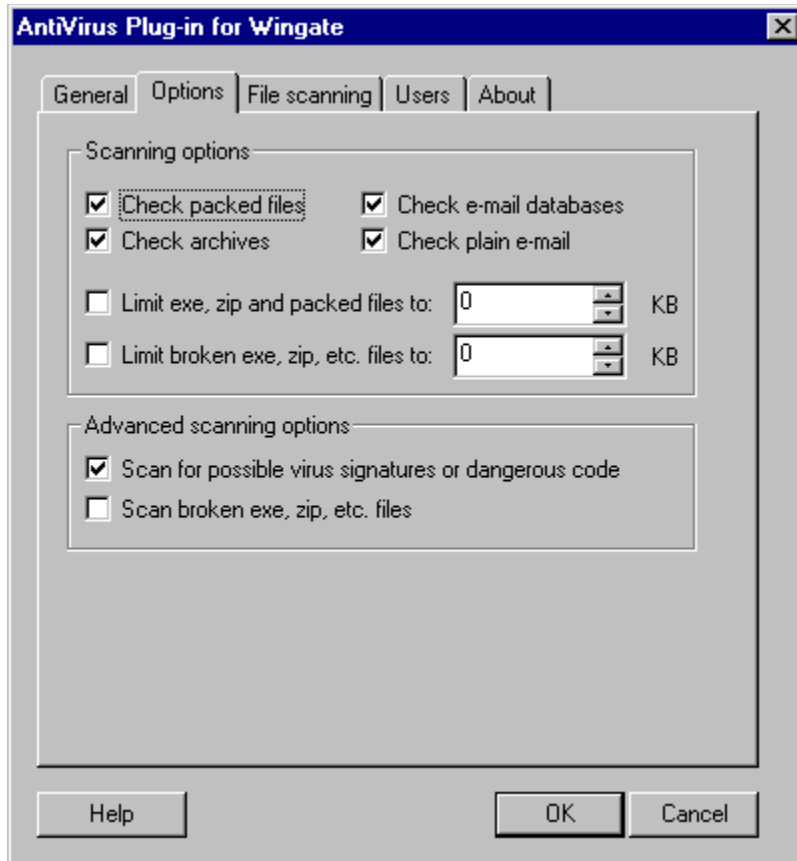 AntiVirus Plug-in for Wingate
General Options File scanning Users About
Scanning options
Check packed files Check e-mail databases
Check archives Check plain e-mail
Limit exe, zip and packed files to: 0 KB
Limit broken exe, zip, etc. files to: 0 KB
Advanced scanning options
Scan for possible virus signatures or dangerous code
Scan broken exe, zip, etc. files
Help OK Cancel